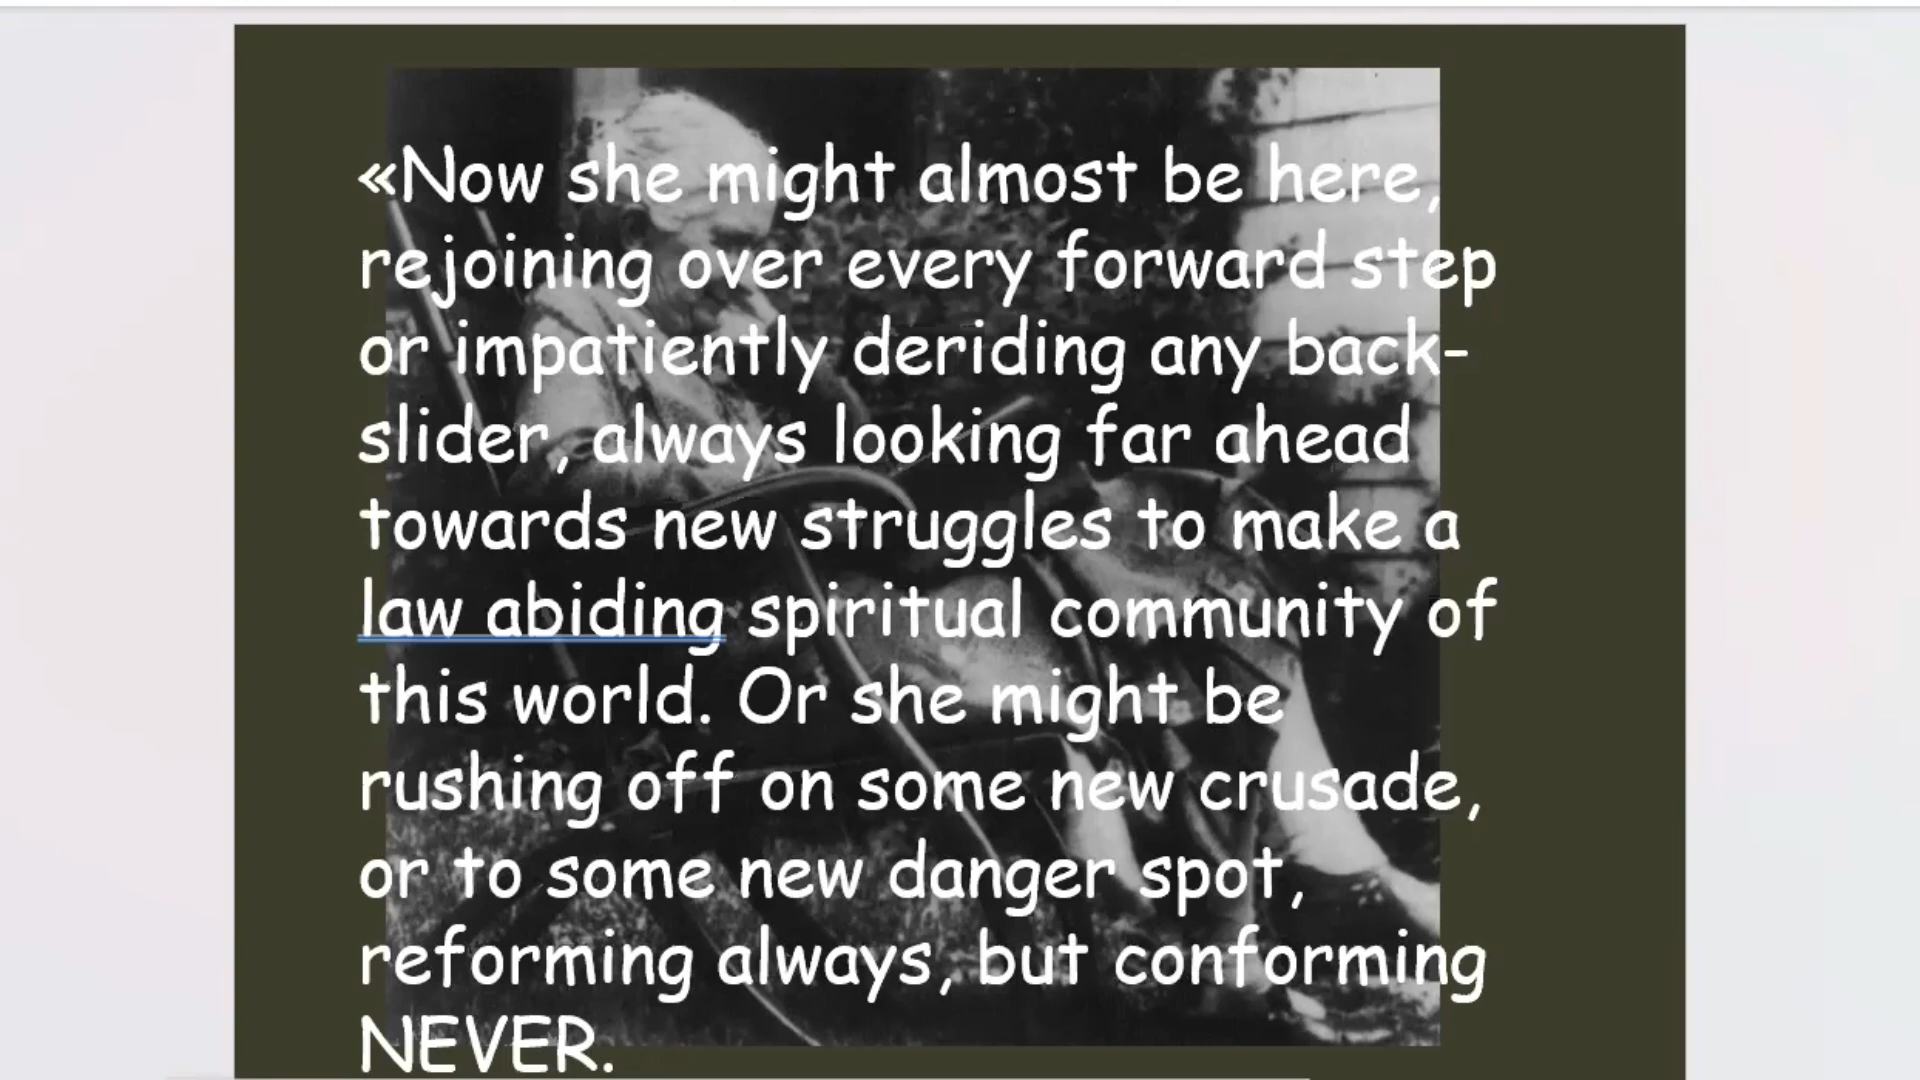 «Now she might almost be here,
rejoining over every forward step
or impatiently deriding any back-
slider, always looking far ahead
towards new struggles to make a
law abiding spiritual community of
this world. Or she might be
rushing off on some new crusade,
or to some new danger spot,
reforming always, but conforming
NEVER.